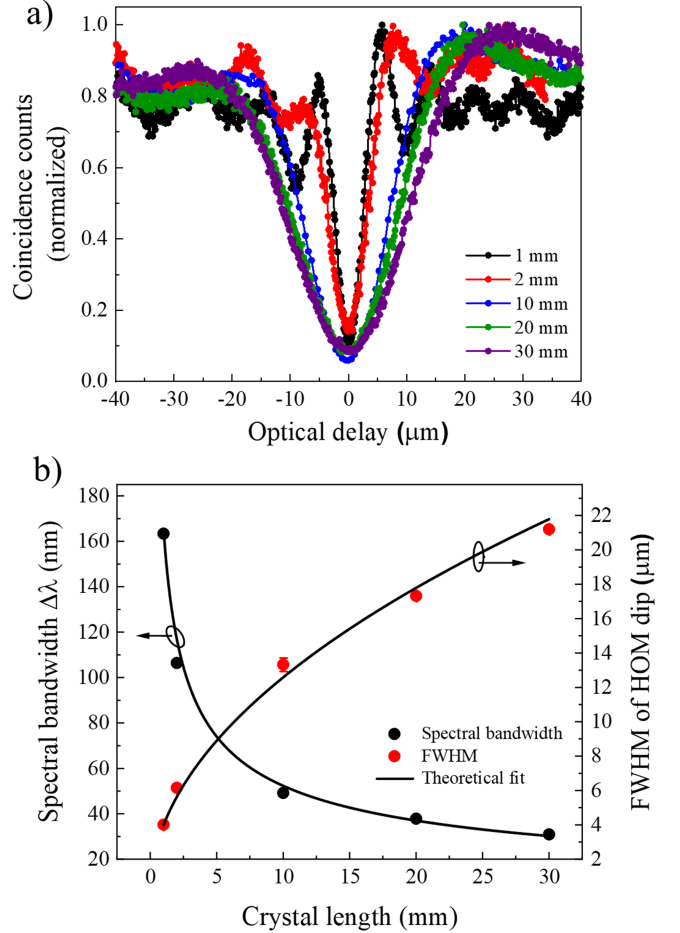 a)
1.0
0.8
0.6
0.4
0.2
0.0
Coincidence counts
(normalized)
1 mm
2 mm
10 mm
20 mm
30 mm
-40 -30 -20 -10 0 10 20 30 40
Optical delay (μm)
b)
180
160
140
120
100
80
60
40
20
Spectral bandwidth Δλ (nm)
22
20
18
16
14
12
10
8
6
4
2
FWHM of HOM dip (μm)
Spectral bandwidth
FWHM
Theoretical fit
0 5 10 15 20 25 30
Crystal length (mm)